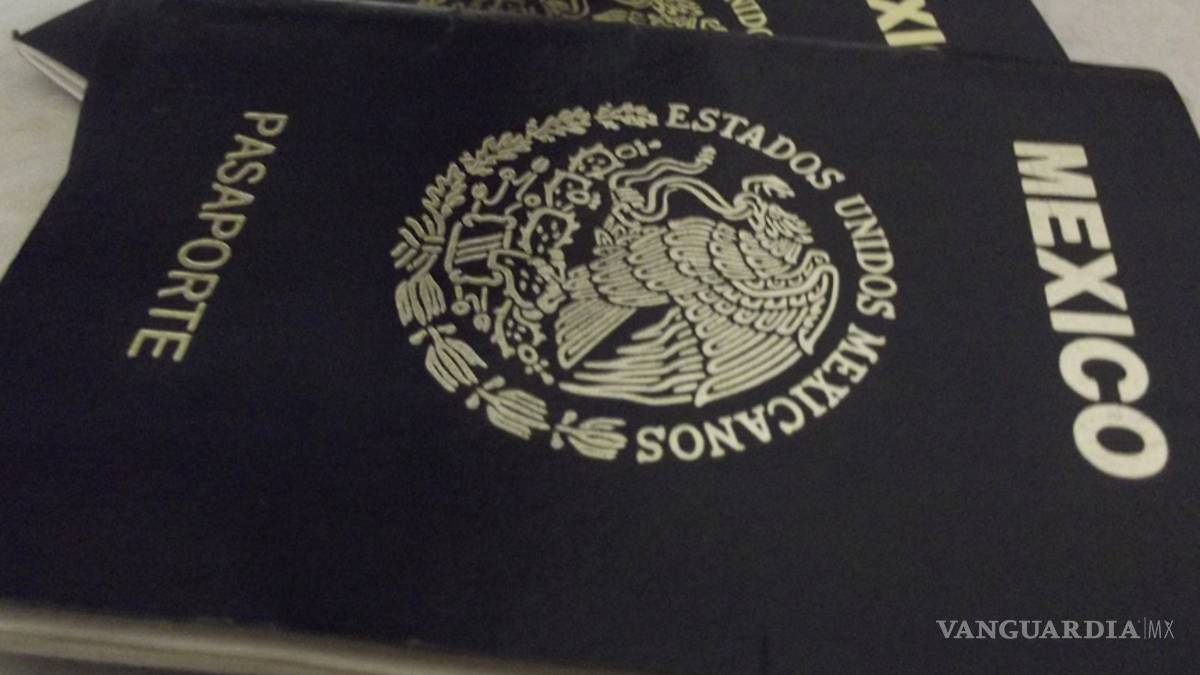 MEXICO
ESTADOS UNIDOS MEXICANOS
PASAPORTE
VANGUARDIA|MX